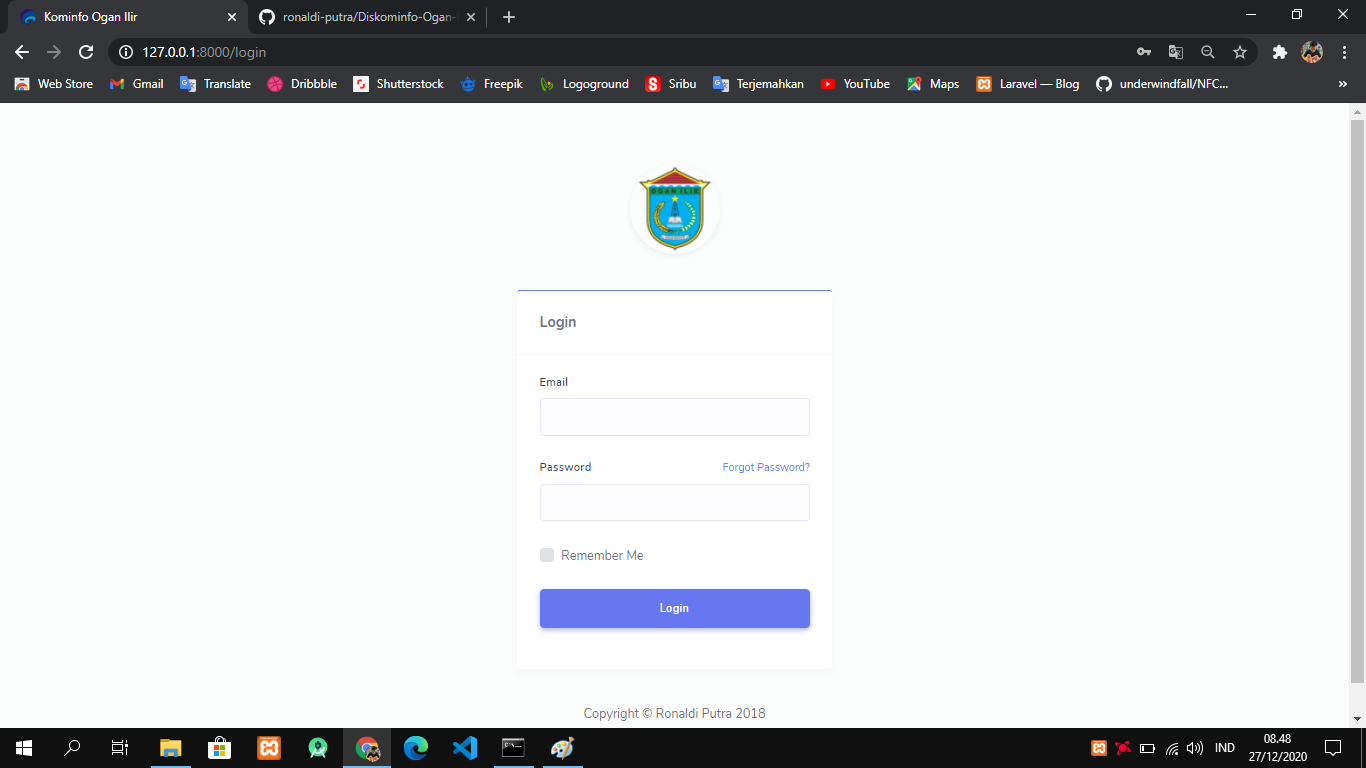 Kominfo Ogan Ilir
ronaldi-putra/Diskominfo-Ogan-
127.0.0.1:8000/login
Web Store Gmail Translate Dribbble Shutterstock Freepik Logoground Sribu Terjemahkan YouTube Maps Laravel — Blog underwindfall/NFC... »
OGAN ILIR
Login
Email
Password Forgot Password?
Remember Me
Login
Copyright © Ronaldi Putra 2018
IND
08.48
27/12/2020